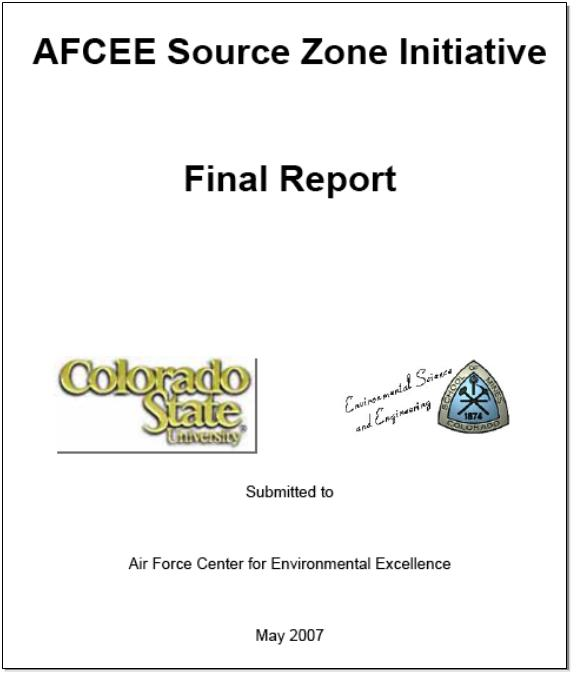 AFCEE Source Zone Initiative
Final Report
Colorado
State
University®
Environmental Science
and Engineering
SCHOOL OF MINES
1874
COLORADO
Submitted to
Air Force Center for Environmental Excellence
May 2007